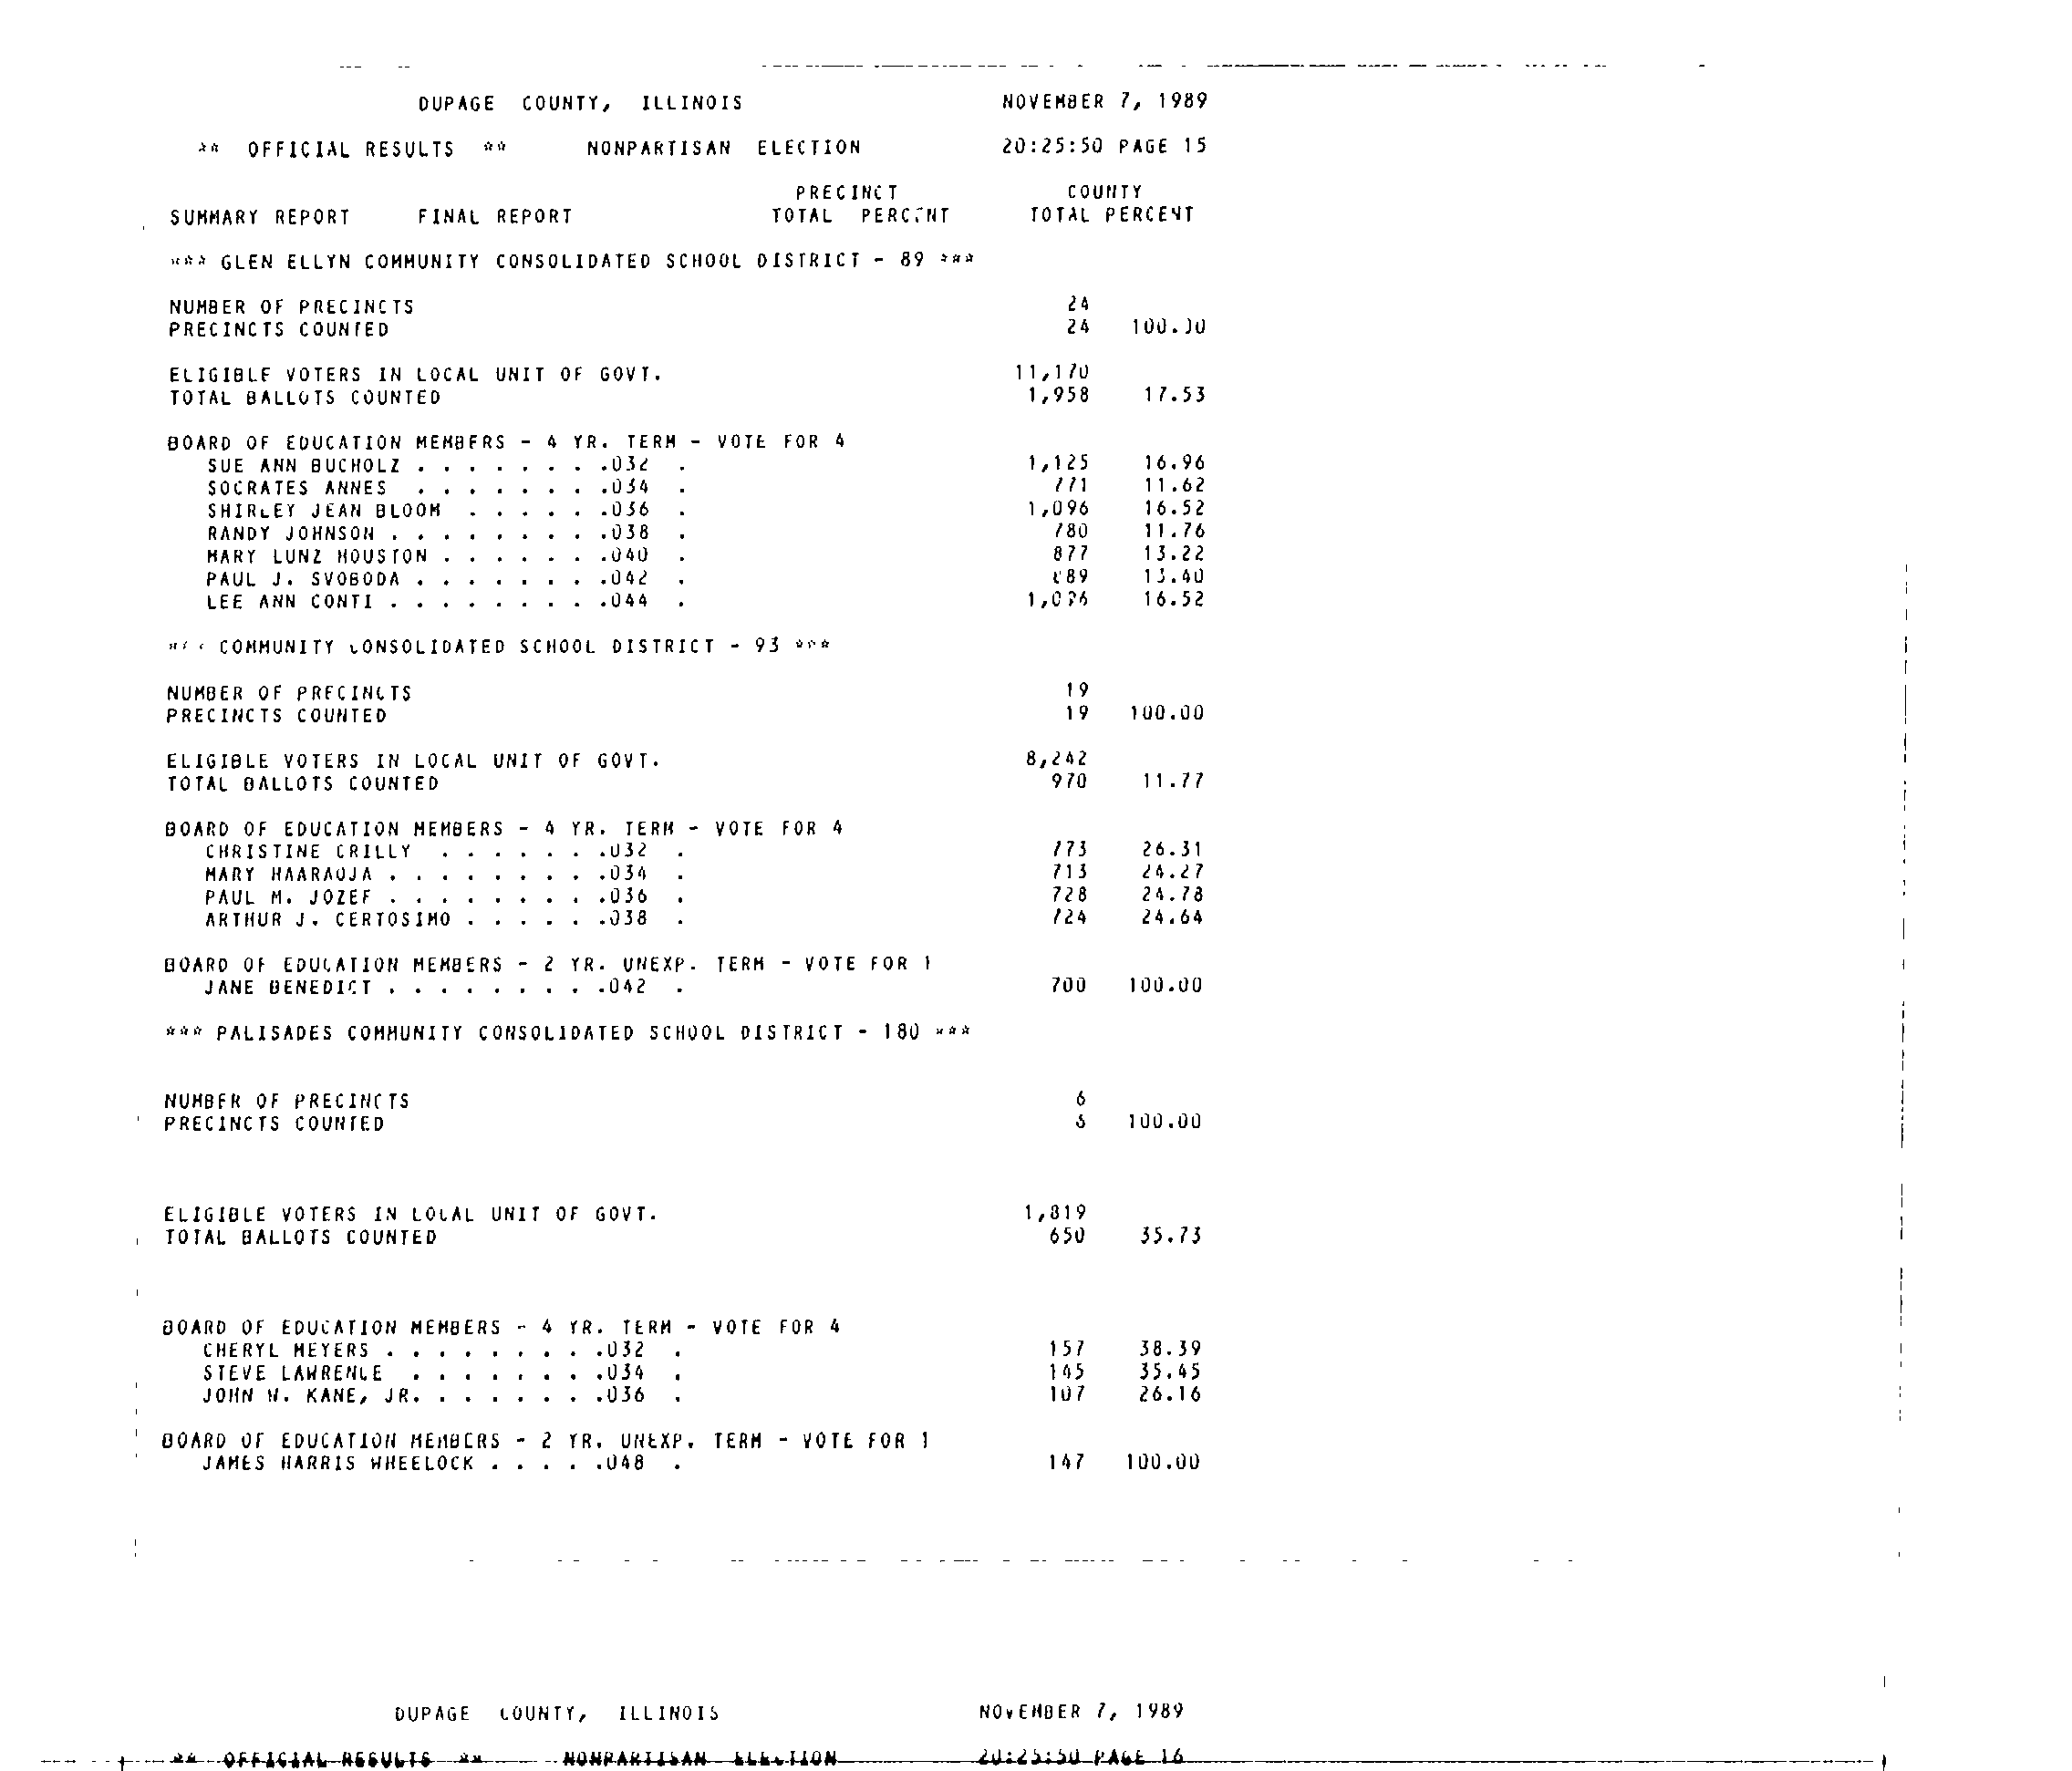 DUPAGE COUNTY, ILLINOIS NOVEMBER 7, 1989
** OFFICIAL RESULTS ** NONPARTISAN ELECTION 20:25:50 PAGE 15
PRECINCT COUNTY
SUMMARY REPORT FINAL REPORT TOTAL PERCENT TOTAL PERCENT
*** GLEN ELLYN COMMUNITY CONSOLIDATED SCHOOL DISTRICT - 89 ***
NUMBER OF PRECINCTS 24
PRECINCTS COUNTED 24 100.00
ELIGIBLE VOTERS IN LOCAL UNIT OF GOVT. 11,170
TOTAL BALLOTS COUNTED 1,958 17.53
BOARD OF EDUCATION MEMBERS - 4 YR. TERM - VOTE FOR 4
SUE ANN BUCHOLZ . . . . . . . .032 . 1,125 16.96
SOCRATES ANNES . . . . . . . .034 . 771 11.62
SHIRLEY JEAN BLOOM . . . . . .036 . 1,096 16.52
RANDY JOHNSON . . . . . . . . .038 . 780 11.76
MARY LUNZ HOUSTON . . . . . . .040 . 877 13.22
PAUL J. SVOBODA . . . . . . . .042 . 889 13.40
LEE ANN CONTI . . . . . . . . .044 . 1,096 16.52
*** COMMUNITY CONSOLIDATED SCHOOL DISTRICT - 93 ***
NUMBER OF PRECINCTS 19
PRECINCTS COUNTED 19 100.00
ELIGIBLE VOTERS IN LOCAL UNIT OF GOVT. 8,242
TOTAL BALLOTS COUNTED 970 11.77
BOARD OF EDUCATION MEMBERS - 4 YR. TERM - VOTE FOR 4
CHRISTINE CRILLY . . . . . . .032 . 773 26.31
MARY HAARAOJA . . . . . . . . .034 . 713 24.27
PAUL M. JOZEF . . . . . . . . .036 . 728 24.78
ARTHUR J. CERTOSIMO . . . . . .038 . 724 24.64
BOARD OF EDUCATION MEMBERS - 2 YR. UNEXP. TERM - VOTE FOR 1
JANE BENEDICT . . . . . . . . .042 . 700 100.00
*** PALISADES COMMUNITY CONSOLIDATED SCHOOL DISTRICT - 180 ***
NUMBER OF PRECINCTS 6
PRECINCTS COUNTED 6 100.00
ELIGIBLE VOTERS IN LOCAL UNIT OF GOVT. 1,819
TOTAL BALLOTS COUNTED 650 35.73
BOARD OF EDUCATION MEMBERS - 4 YR. TERM - VOTE FOR 4
CHERYL MEYERS . . . . . . . . .032 . 157 38.39
STEVE LAWRENCE . . . . . . . .034 . 145 35.45
JOHN W. KANE, JR. . . . . . . .036 . 107 26.16
BOARD OF EDUCATION MEMBERS - 2 YR. UNEXP. TERM - VOTE FOR 1
JAMES HARRIS WHEELOCK . . . . .048 . 147 100.00
DUPAGE COUNTY, ILLINOIS NOVEMBER 7, 1989
** OFFICIAL RESULTS ** NONPARTISAN ELECTION 20:25:50 PAGE 16